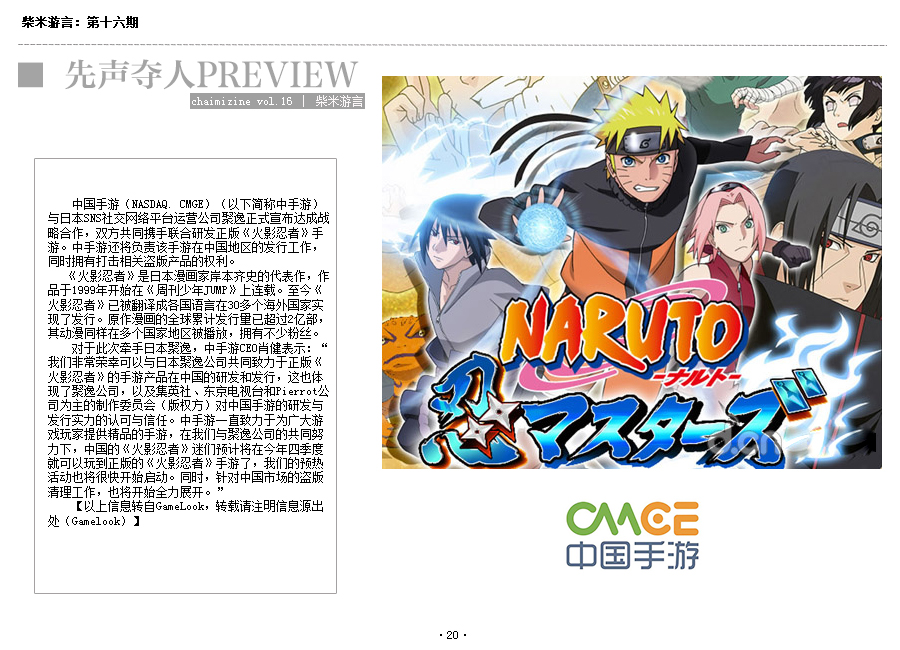 柴米游言：第十六期
先声夺人PREVIEW
chaimizine vol.16 | 柴米游言
中国手游（NASDAQ. CMGE）（以下简称中手游）
与日本SNS社交网络平台运营公司聚逸正式宣布达成战
略合作，双方共同携手联合研发正版《火影忍者》手
游。中手游还将负责该手游在中国地区的发行工作，
同时拥有打击相关盗版产品的权利。
《火影忍者》是日本漫画家岸本齐史的代表作，作
品于1999年开始在《周刊少年JUMP》上连载。至今《
火影忍者》已被翻译成各国语言在30多个海外国家实
现了发行。原作漫画的全球累计发行量已超过2亿部，
其动漫同样在多个国家地区被播放，拥有不少粉丝。
对于此次牵手日本聚逸，中手游CEO肖健表示：“
我们非常荣幸可以与日本聚逸公司共同致力于正版《
火影忍者》的手游产品在中国的研发和发行，这也体
现了聚逸公司，以及集英社、东京电视台和Pierrot公
司为主的制作委员会（版权方）对中国手游的研发与
发行实力的认可与信任。中手游一直致力于为广大游
戏玩家提供精品的手游，在我们与聚逸公司的共同努
力下，中国的《火影忍者》迷们预计将在今年四季度
就可以玩到正版的《火影忍者》手游了，我们的预热
活动也将很快开始启动。同时，针对中国市场的盗版
清理工作，也将开始全力展开。”
【以上信息转自GameLook，转载请注明信息源出
处（Gamelook）】
NARUTO
-ナルト-
忍マスターズ
CMGE
中国手游
·20·